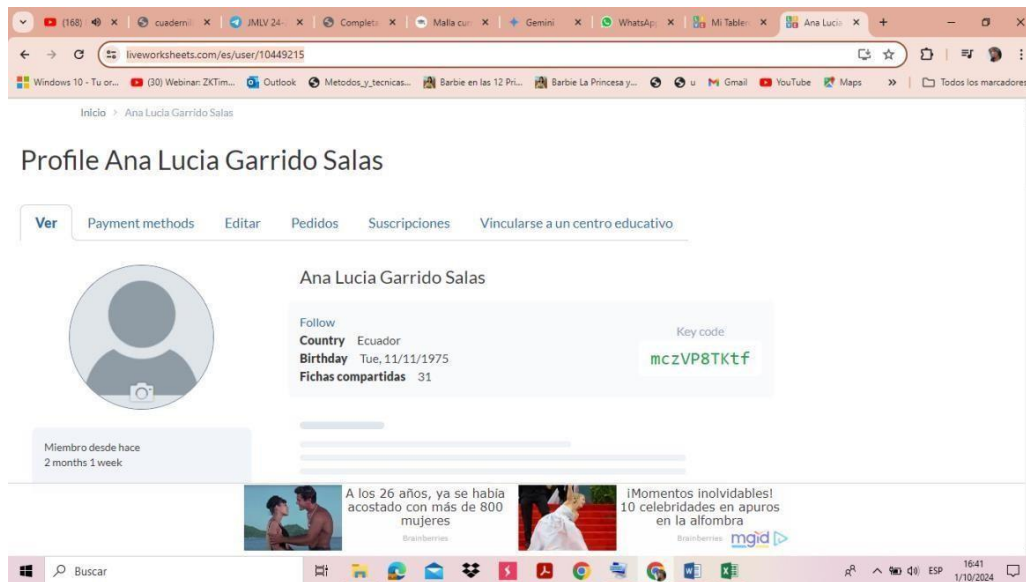 (168)
cuaderni
JMLV 24-
Complet
Malla cur
Gemini
WhatsAp
Mi Tabler
Ana Lucia
liveworksheets.com/es/user/10449215
Windows 10 - Tu or...
(30) Webinar: ZKTim...
Outlook
Metodos_y_tecnicas...
Barbie en las 12 Pri...
Barbie La Princesa y...
u
Gmail
YouTube
Maps
»
Todos los marcadores
Inicio > Ana Lucia Garrido Salas
Profile Ana Lucia Garrido Salas
Ver Payment methods Editar Pedidos Suscripciones Vincularse a un centro educativo
Ana Lucia Garrido Salas
Follow
Country Ecuador
Birthday Tue, 11/11/1975
Fichas compartidas 31
Key code
mczVP8TKtf
Miembro desde hace
2 months 1 week
A los 26 años, ya se había
acostado con más de 800
mujeres
Brainberries
¡Momentos inolvidables!
10 celebridades en apuros
en la alfombra
Brainberries
mgid
Buscar
ESP
16:41
1/10/2024